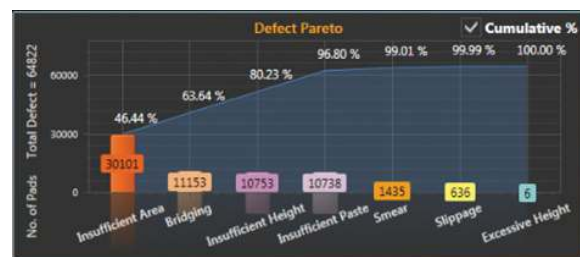 Defect Pareto
Cumulative %
No. of Pads Total Defect = 64822
60000
30000
0
46.44 %
63.64 %
80.23 %
96.80 %
99.01 %
99.99 %
100.00 %
30101
11153
10753
10738
1435
636
6
Insufficient Area
Bridging
Insufficient Height
Insufficient Paste
Smear
Slippage
Excessive Height